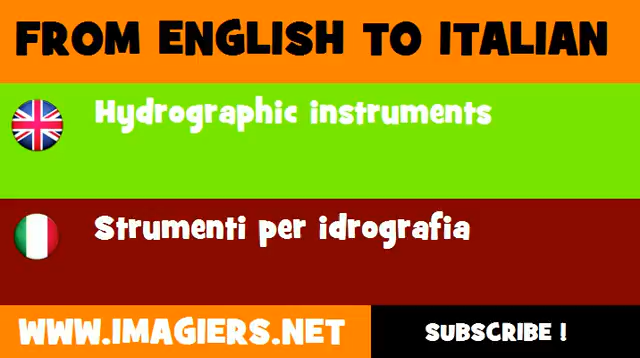 FROM ENGLISH TO ITALIAN
Hydrographic instruments
Strumenti per idrografia
WWW.IMAGIERS.NET
SUBSCRIBE !